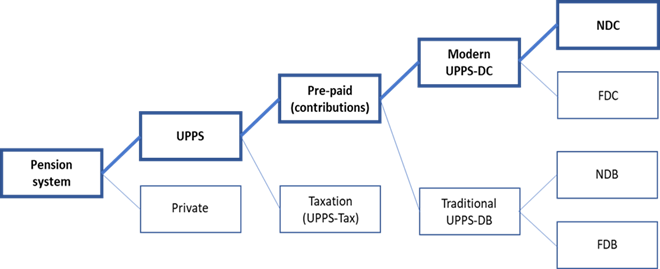 Pension
system
UPPS
Private
Pre-paid
(contributions)
Taxation
(UPPS-Tax)
Modern
UPPS-DC
Traditional
UPPS-DB
NDC
FDC
NDB
FDB